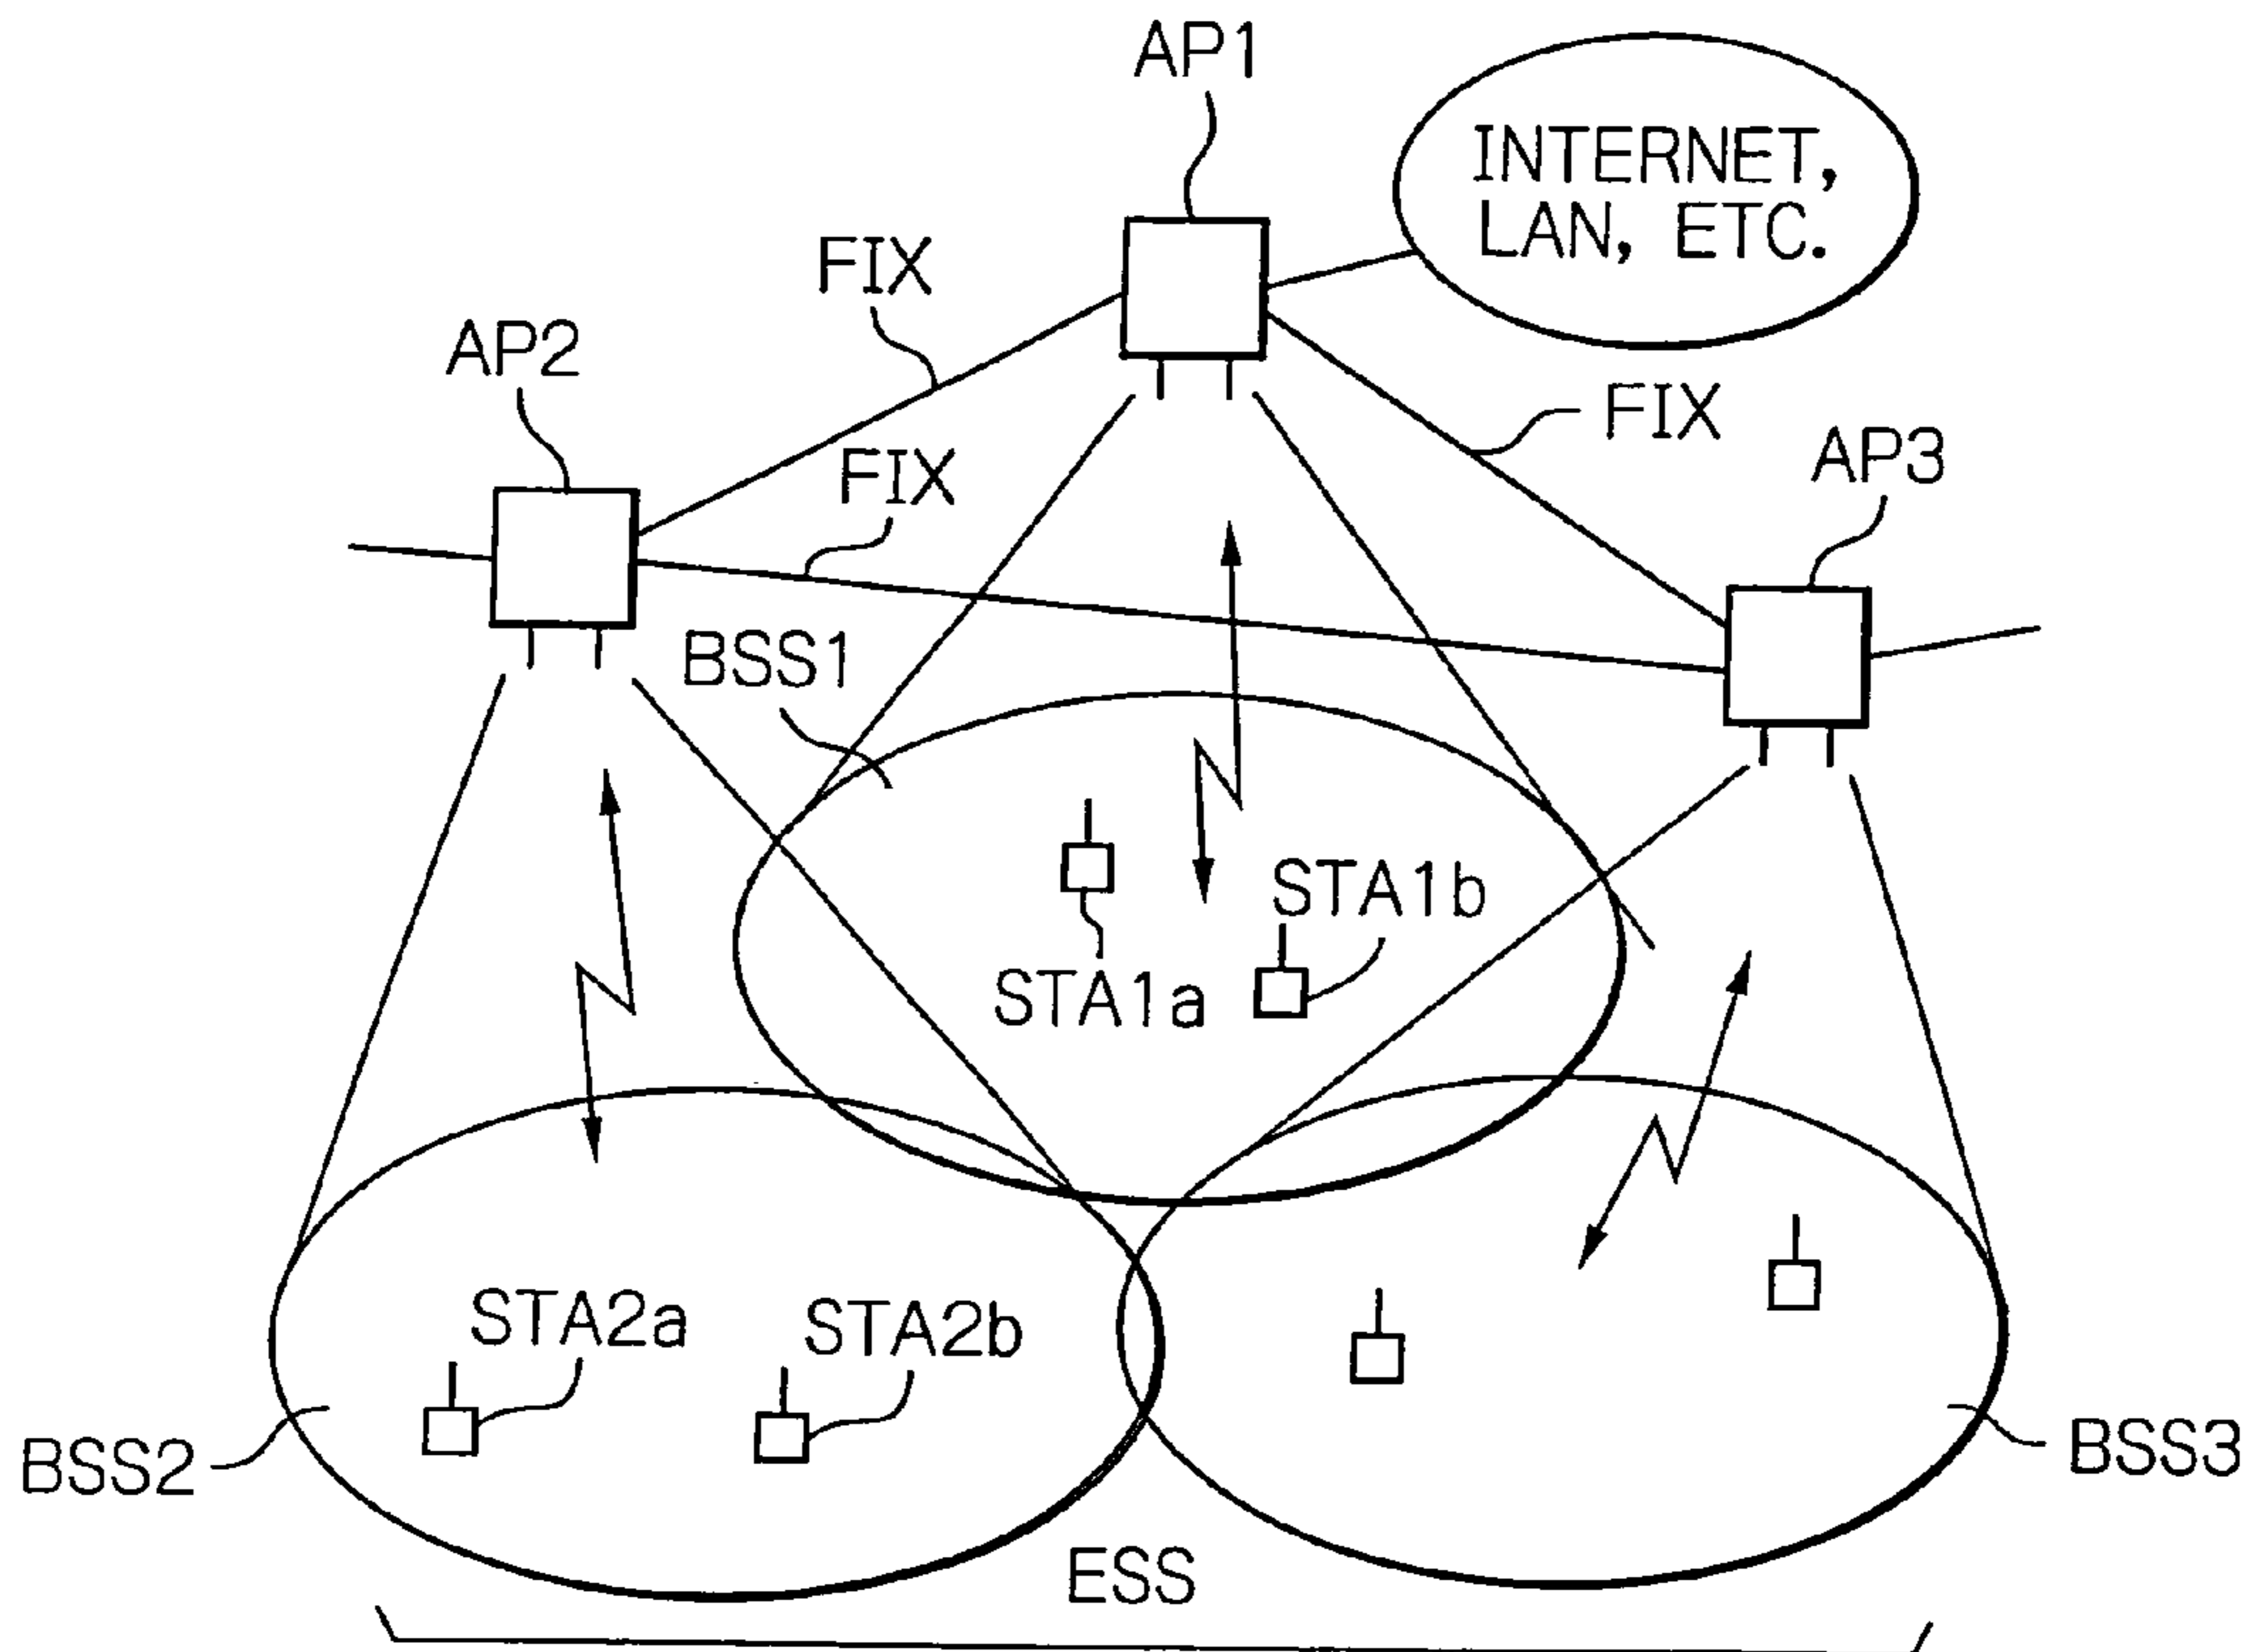 AP1
INTERNET,
LAN, ETC.
FIX
AP2
FIX
FIX
AP3
BSS1
STA1b
STA1a
STA2a
STA2b
BSS2
BSS3
ESS